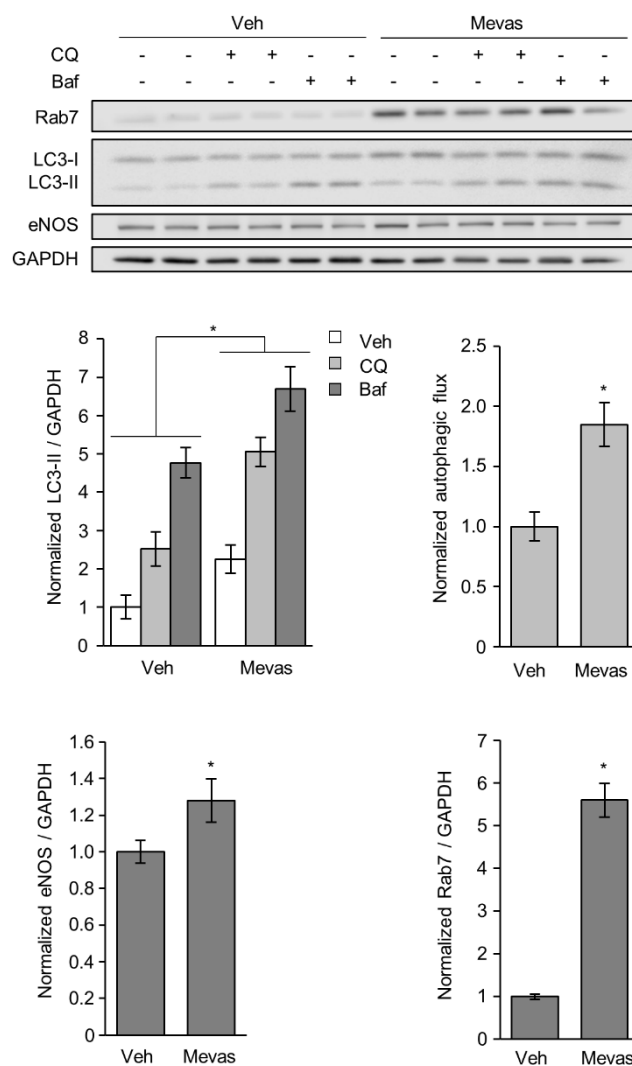 Veh Mevas
CQ - - + + - - - - + + - -
Baf - - - - + + - - - - + +
Rab7
LC3-I
LC3-II
eNOS
GAPDH
Normalized LC3-II / GAPDH
8
7
6
5
4
3
2
1
0
*
Veh
CQ
Baf
Veh Mevas
Normalized autophagic flux
2.5
2.0
1.5
1.0
0.5
0
*
Veh Mevas
Normalized eNOS / GAPDH
1.6
1.4
1.2
1.0
0.8
0.6
0.4
0.2
0
*
Veh Mevas
Normalized Rab7 / GAPDH
7
6
5
4
3
2
1
0
*
Veh Mevas